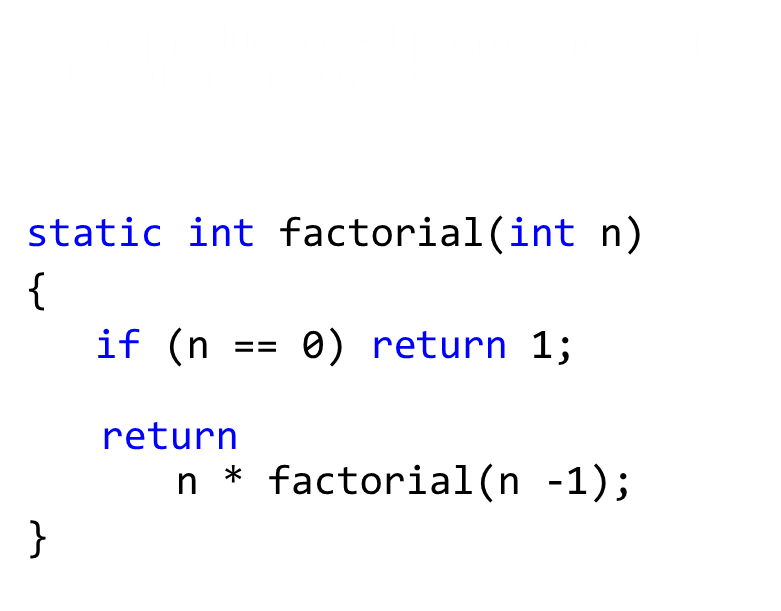 static int factorial(int n)
{
if (n == 0) return 1;
return
n * factorial(n -1);
}